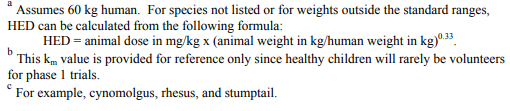 a Assumes 60 kg human. For species not listed or for weights outside the standard ranges,
HED can be calculated from the following formula:
HED = animal dose in mg/kg x (animal weight in kg/human weight in kg)0.33.
b This km value is provided for reference only since healthy children will rarely be volunteers
for phase 1 trials.
c For example, cynomolgus, rhesus, and stumptail.